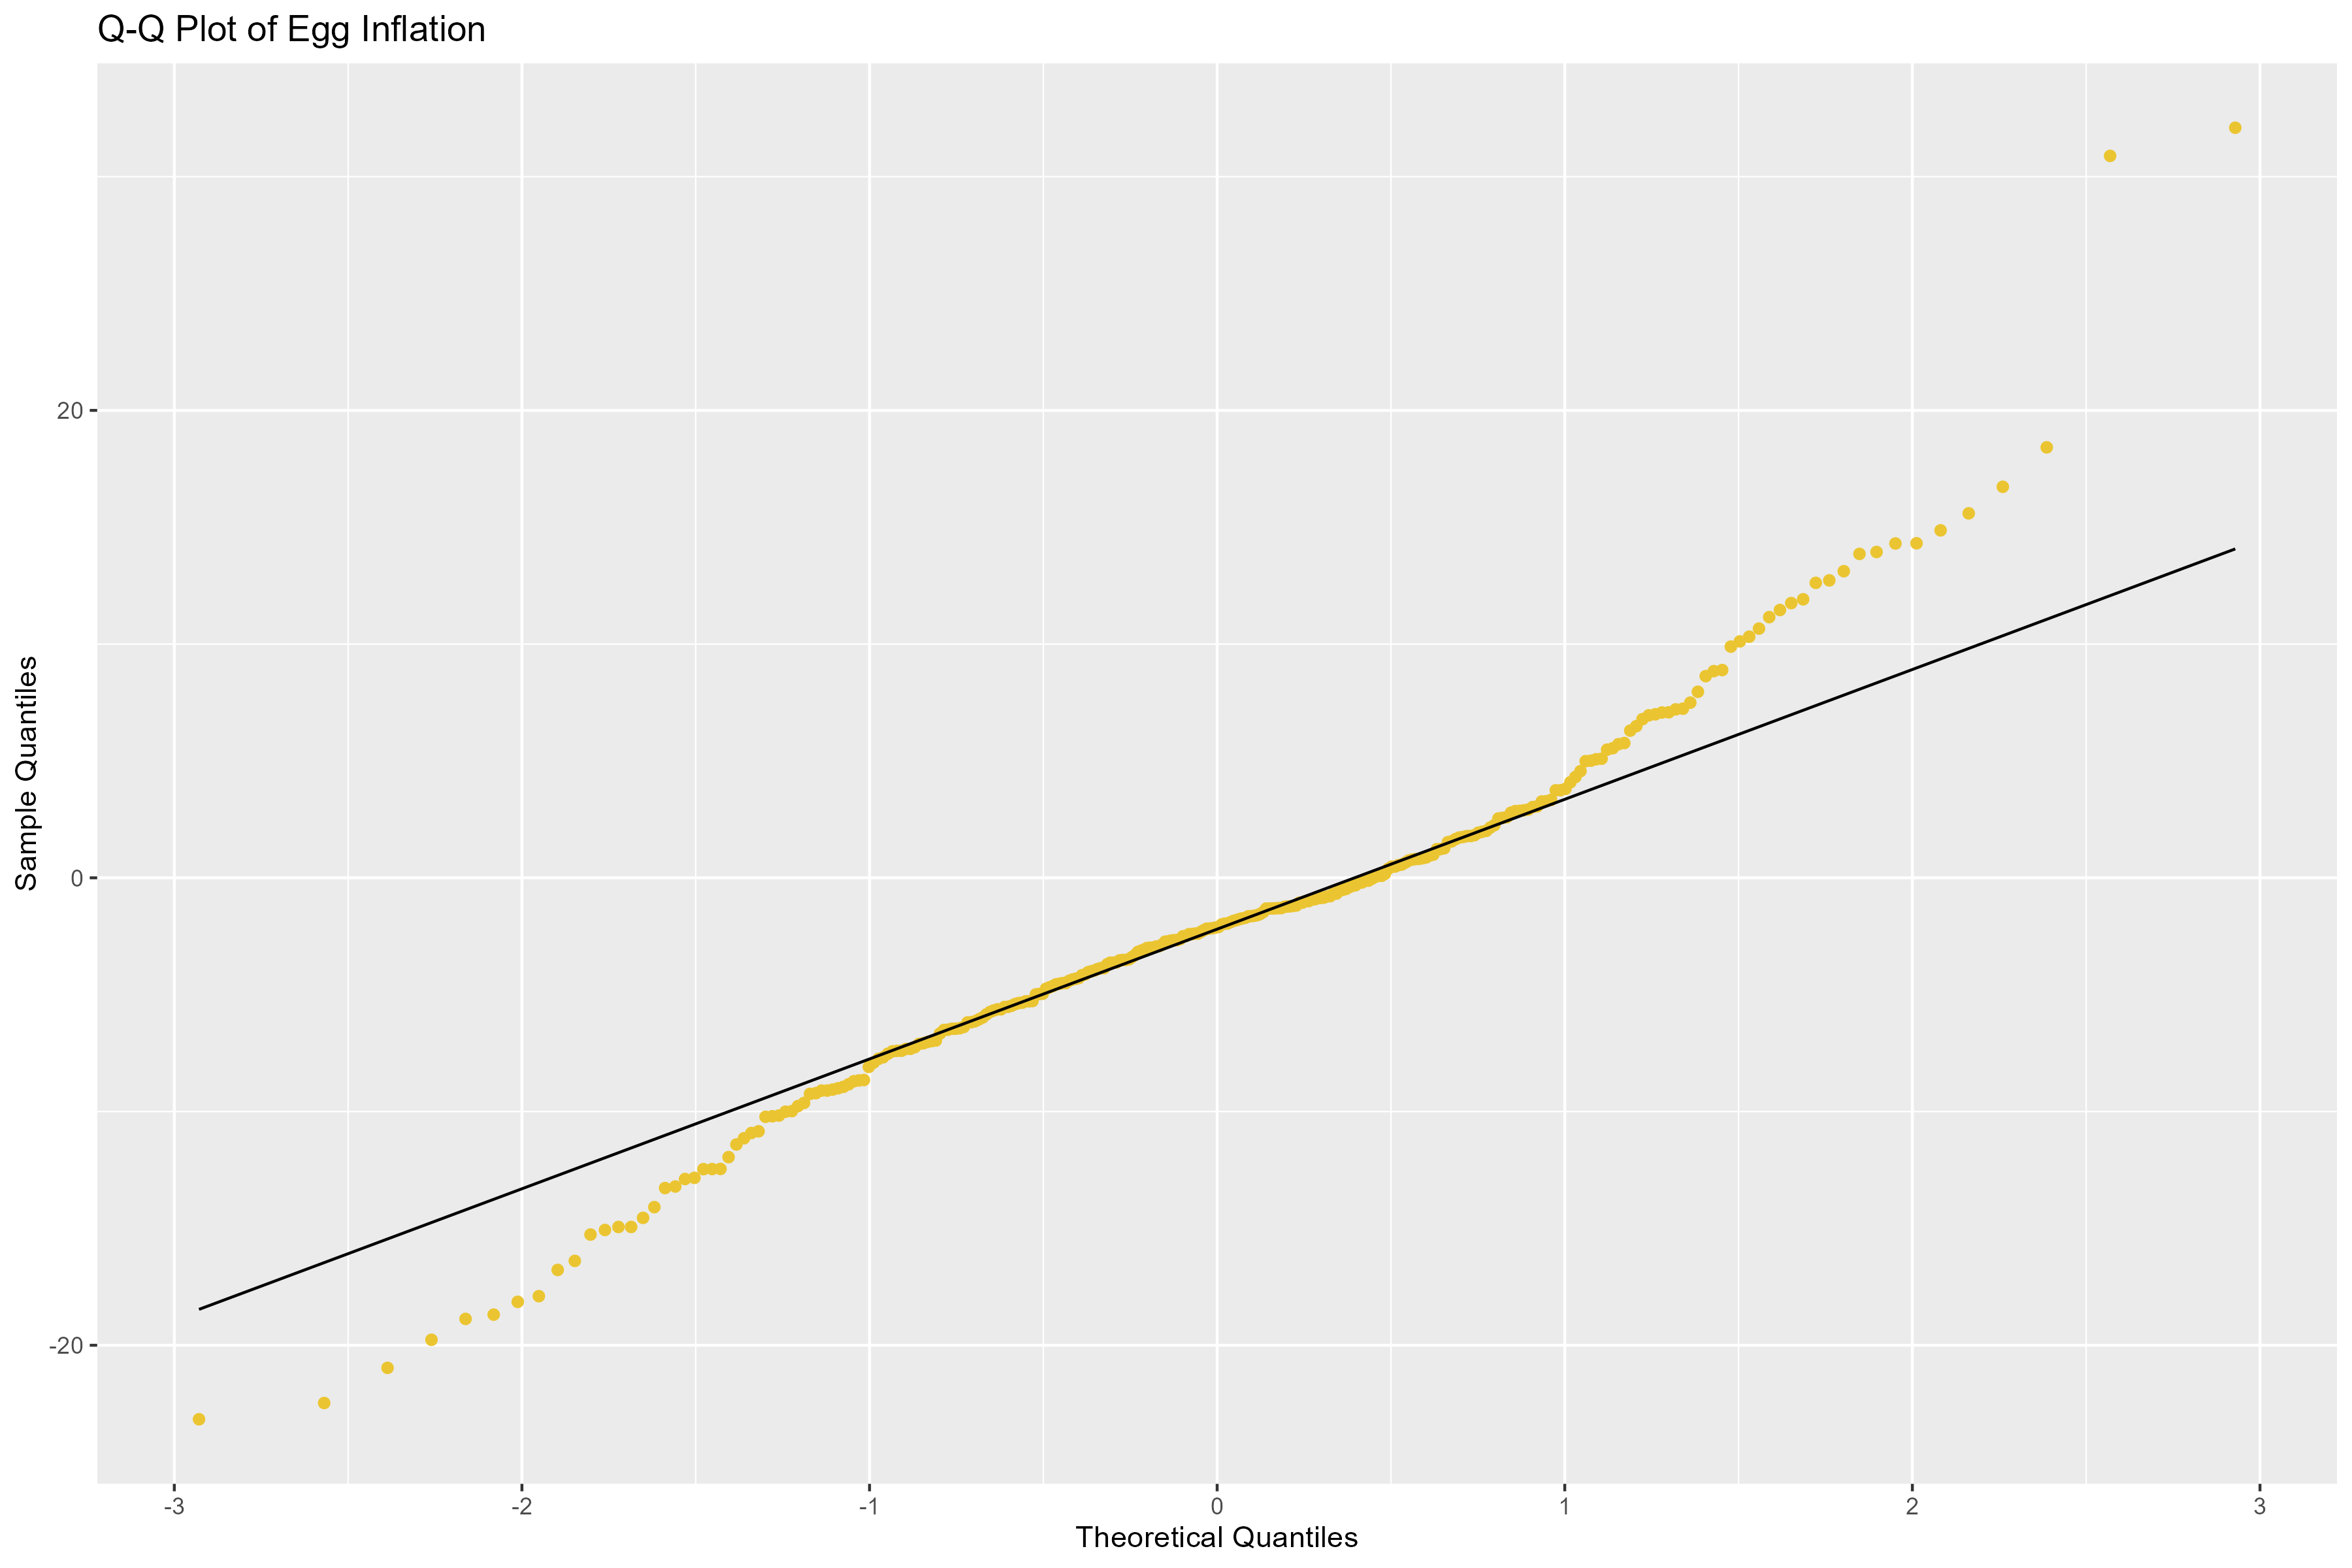 Q-Q Plot of Egg Inflation
Sample Quantiles
20
0
-20
-3 -2 -1 0 1 2 3
Theoretical Quantiles